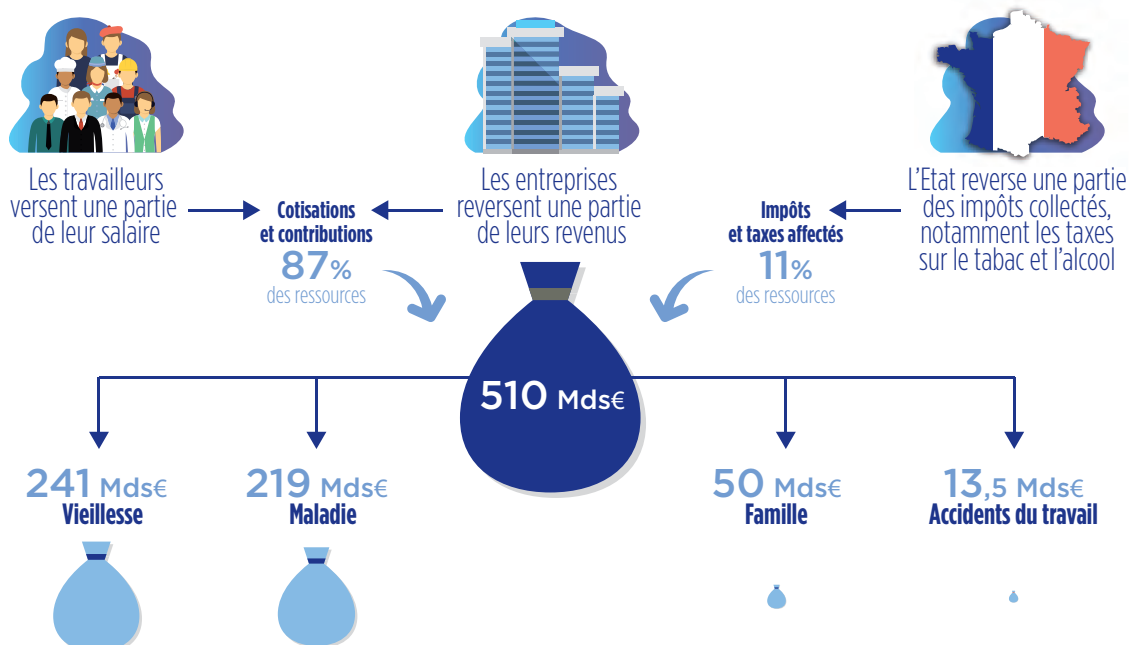 Les travailleurs
versent une partie
de leur salaire
Cotisations
et contributions
87%
des ressources
Les entreprises
reversent une partie
de leurs revenus
Impôts
et taxes affectés
11%
des ressources
L'Etat reverse une partie
des impôts collectés,
notamment les taxes
sur le tabac et l'alcool
510 Mds€
241 Mds€
Vieillesse
219 Mds€
Maladie
50 Mds€
Famille
13,5 Mds€
Accidents du travail